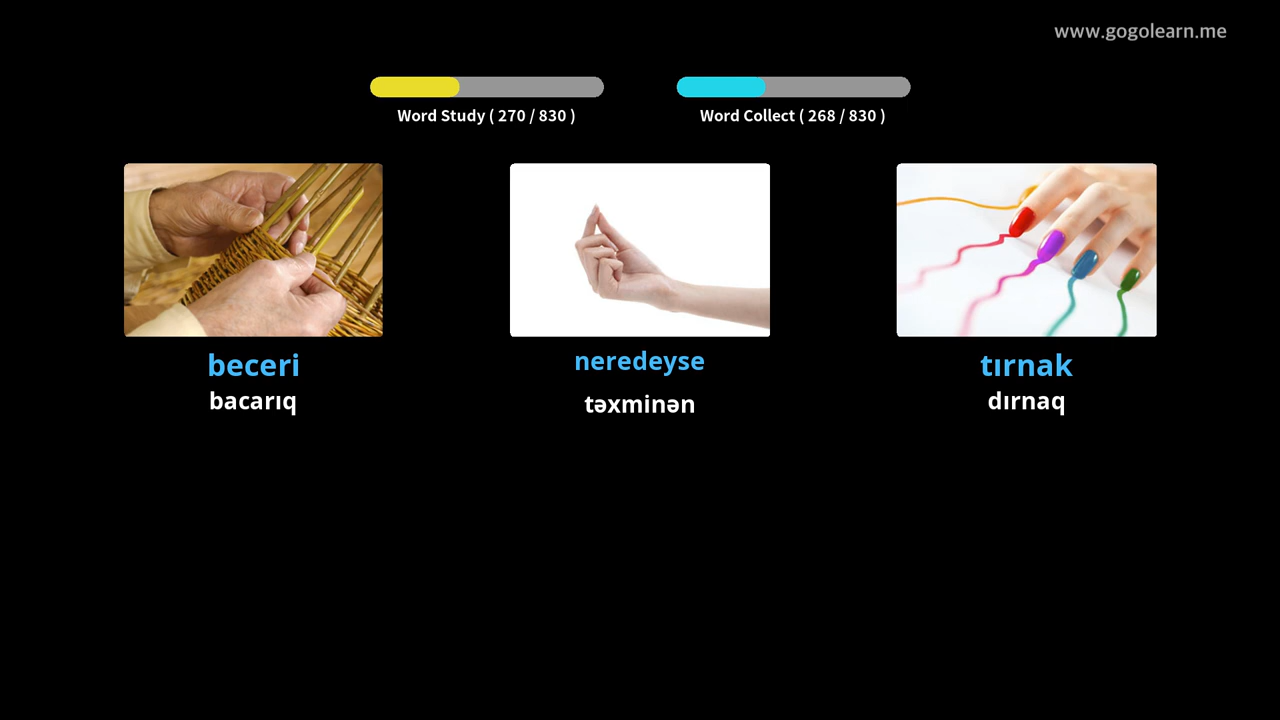 www.gogolearn.me
Word Study ( 270 / 830 )
Word Collect ( 268 / 830 )
beceri
bacarıq
neredeyse
təxminən
tırnak
dırnaq